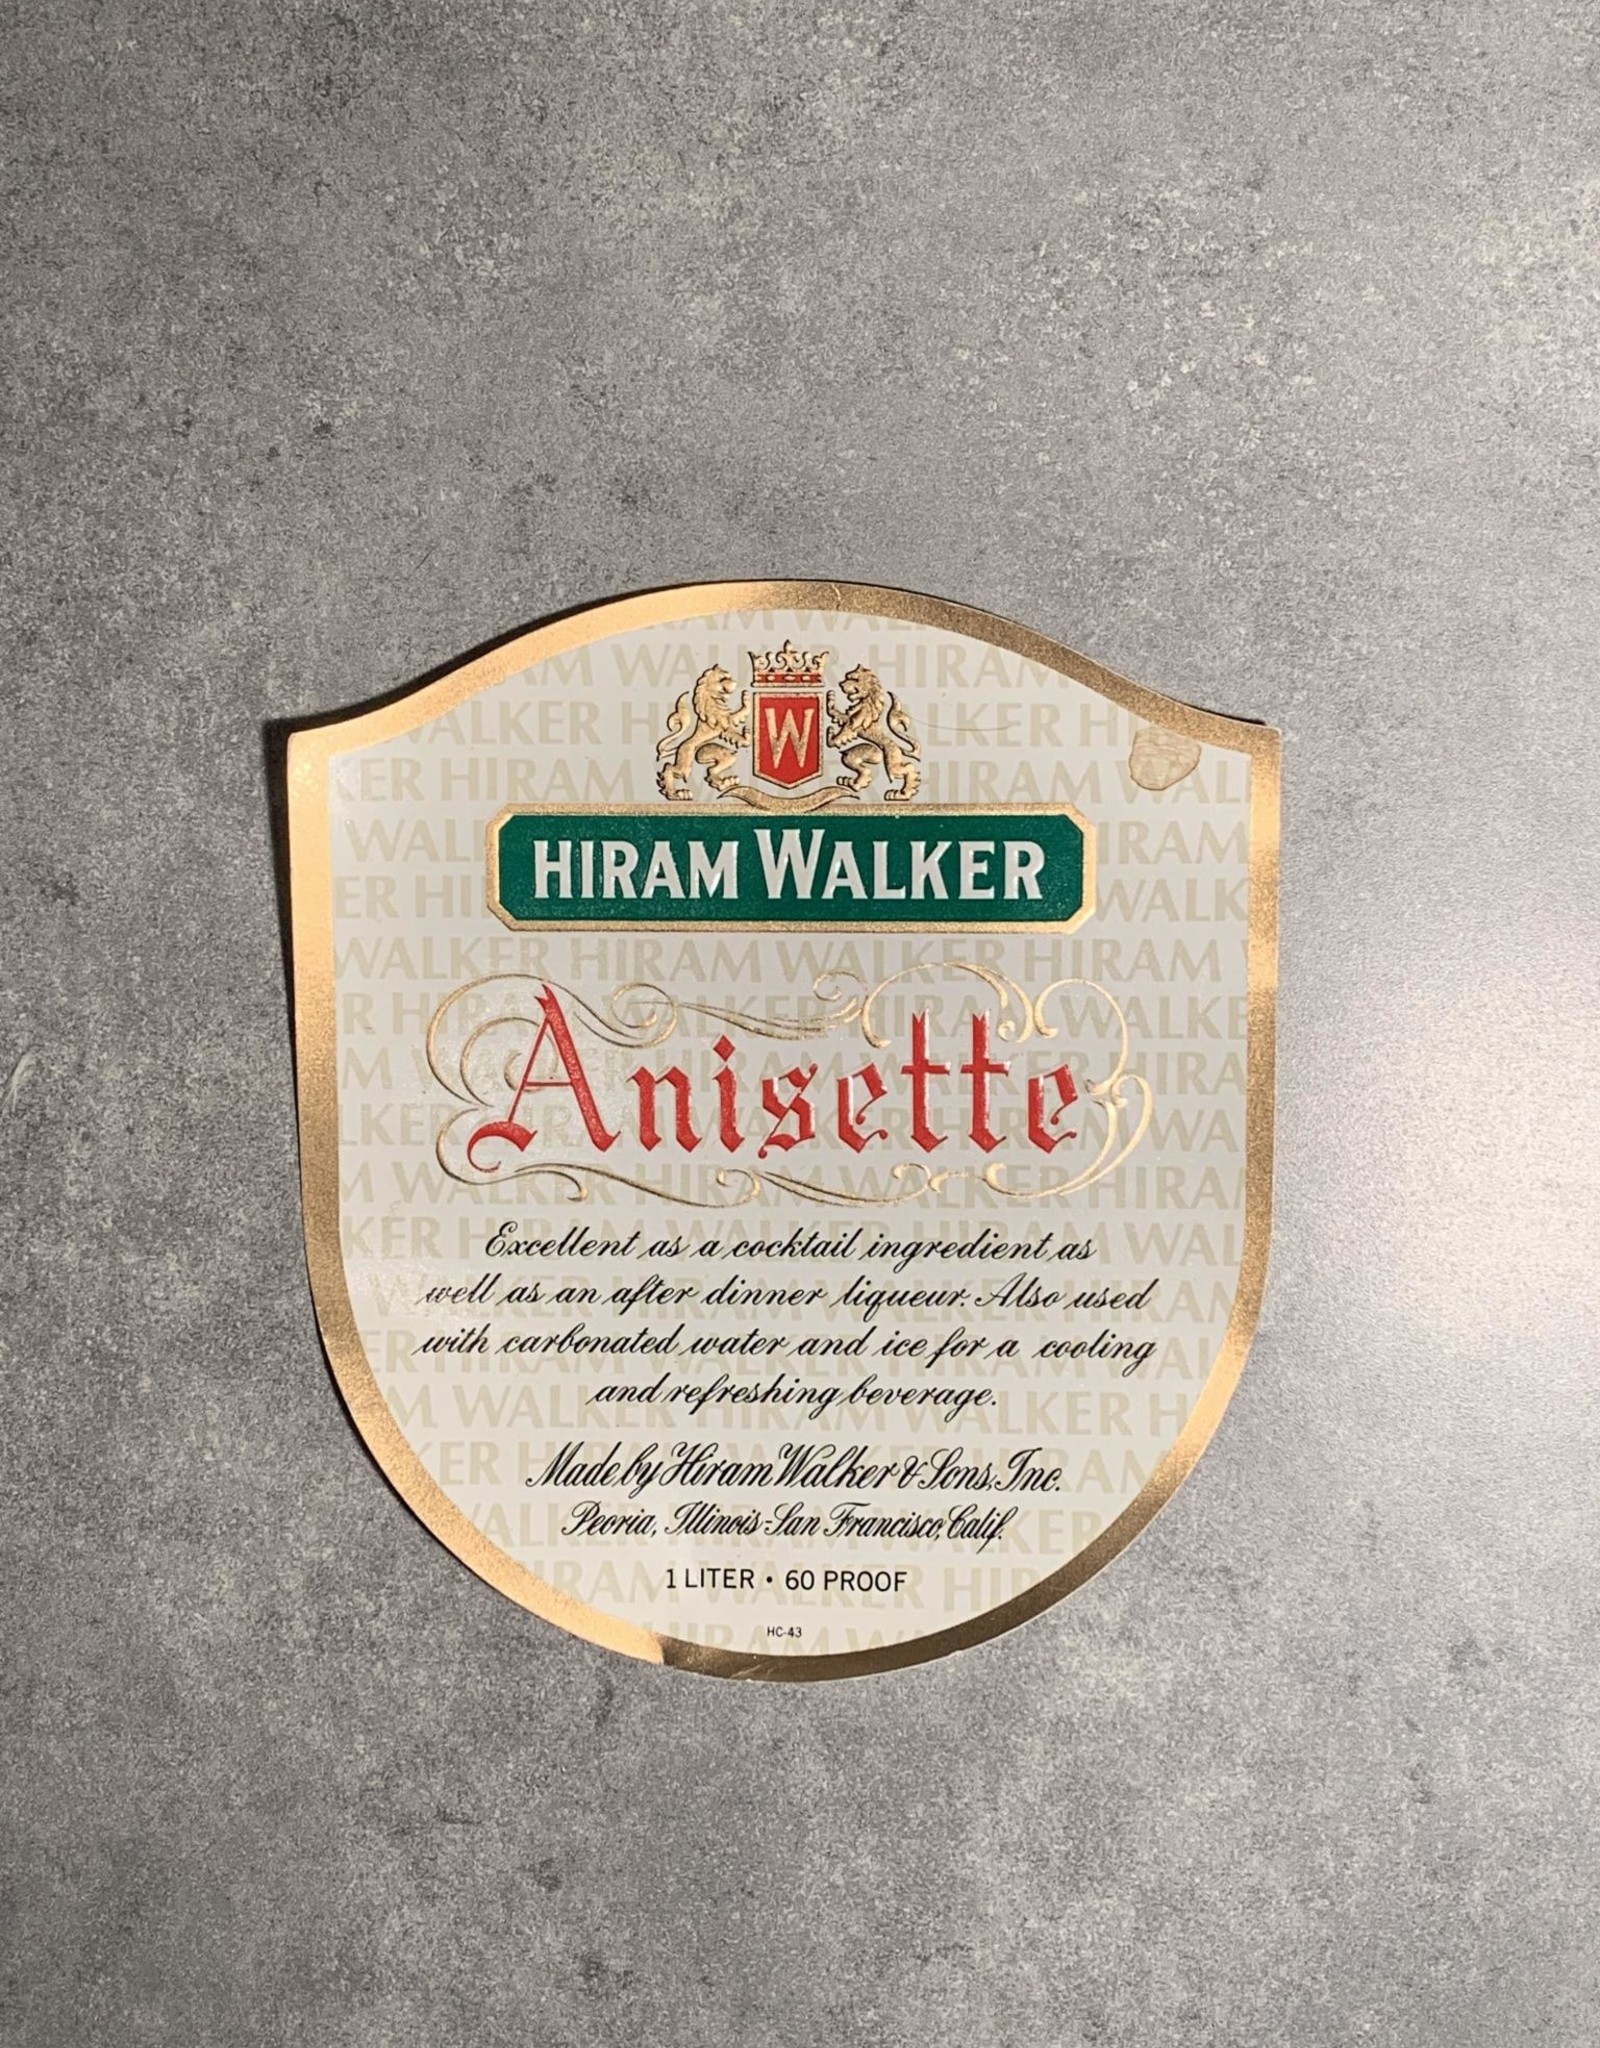 W
HIRAM WALKER
Anisette
Excellent as a cocktail ingredient as
well as an after dinner liqueur. Also used
with carbonated water and ice for a cooling
and refreshing beverage.
Made by Hiram Walker & Sons, Inc.
Peoria, Illinois-San Francisco, Calif.
1 LITER • 60 PROOF
HC-43